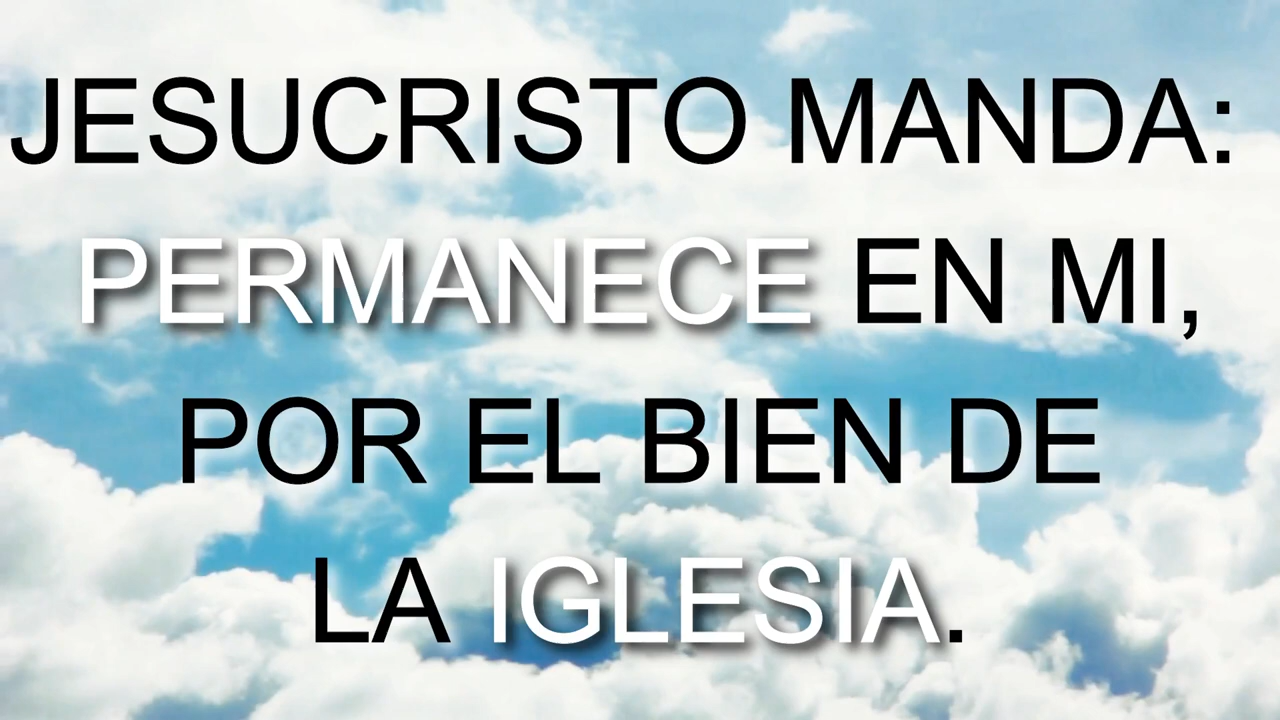 JESUCRISTO MANDA:
PERMANECE EN MI,
POR EL BIEN DE
LA IGLESIA.